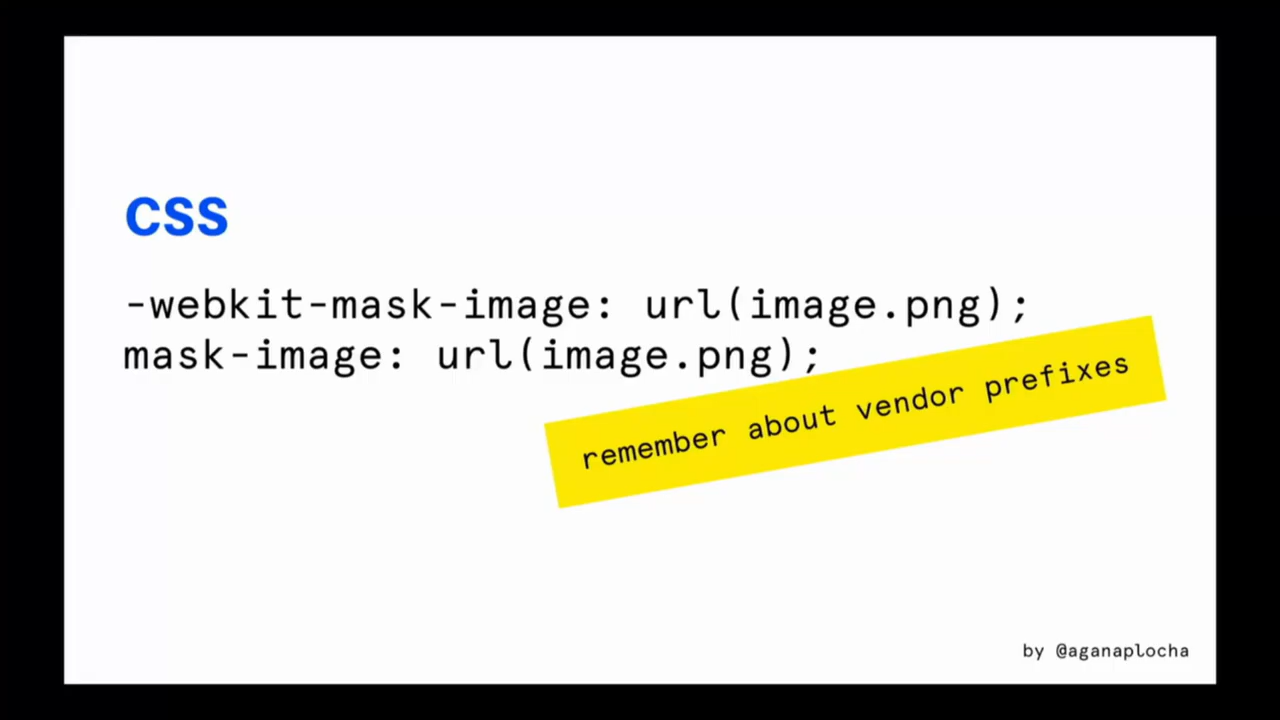 CSS
-webkit-mask-image: url(image.png);
mask-image: url(image.png);
remember about vendor prefixes
by @aganaplocha